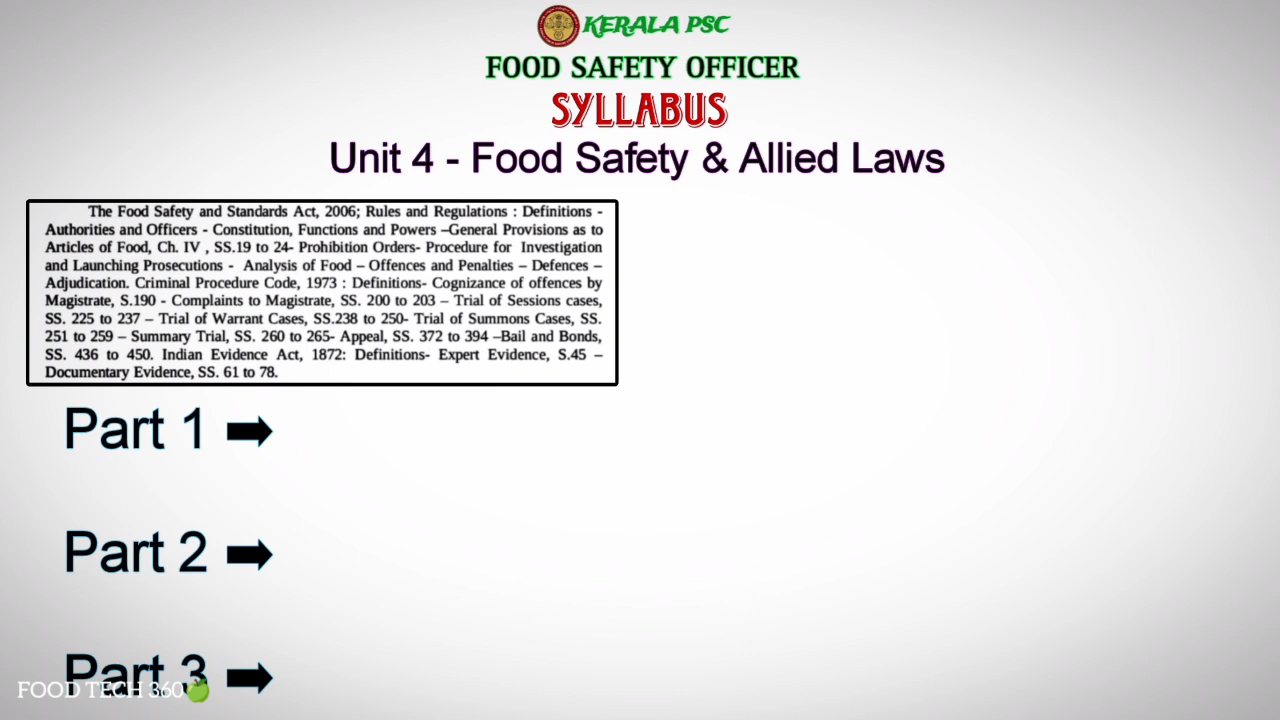 KERALA PSC
FOOD SAFETY OFFICER
SYLLABUS
Unit 4 - Food Safety & Allied Laws
The Food Safety and Standards Act, 2006; Rules and Regulations : Definitions -
Authorities and Officers - Constitution, Functions and Powers –General Provisions as to
Articles of Food, Ch. IV , SS.19 to 24- Prohibition Orders- Procedure for Investigation
and Launching Prosecutions - Analysis of Food – Offences and Penalties – Defences –
Adjudication. Criminal Procedure Code, 1973 : Definitions- Cognizance of offences by
Magistrate, S.190 - Complaints to Magistrate, SS. 200 to 203 – Trial of Sessions cases,
SS. 225 to 237 – Trial of Warrant Cases, SS.238 to 250- Trial of Summons Cases, SS.
251 to 259 – Summary Trial, SS. 260 to 265- Appeal, SS. 372 to 394 –Bail and Bonds,
SS. 436 to 450. Indian Evidence Act, 1872: Definitions- Expert Evidence, S.45 –
Documentary Evidence, SS. 61 to 78.
Part 1
Part 2
Part 3
FOOD TECH 360